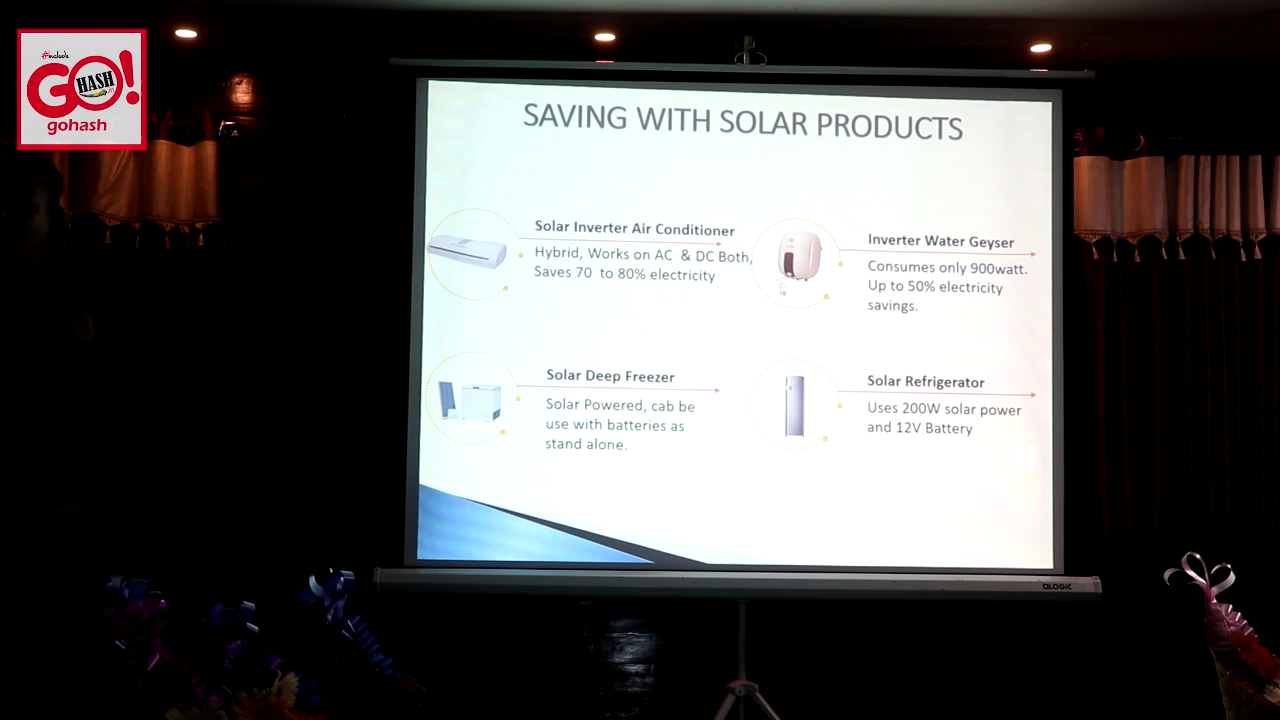 #include
GO!
HASH
gohash
SAVING WITH SOLAR PRODUCTS
Solar Inverter Air Conditioner
Hybrid, Works on AC & DC Both,
Saves 70 to 80% electricity
Inverter Water Geyser
Consumes only 900watt.
Up to 50% electricity
savings.
Solar Deep Freezer
Solar Powered, cab be
use with batteries as
stand alone.
Solar Refrigerator
Uses 200W solar power
and 12V Battery
QLOGIC